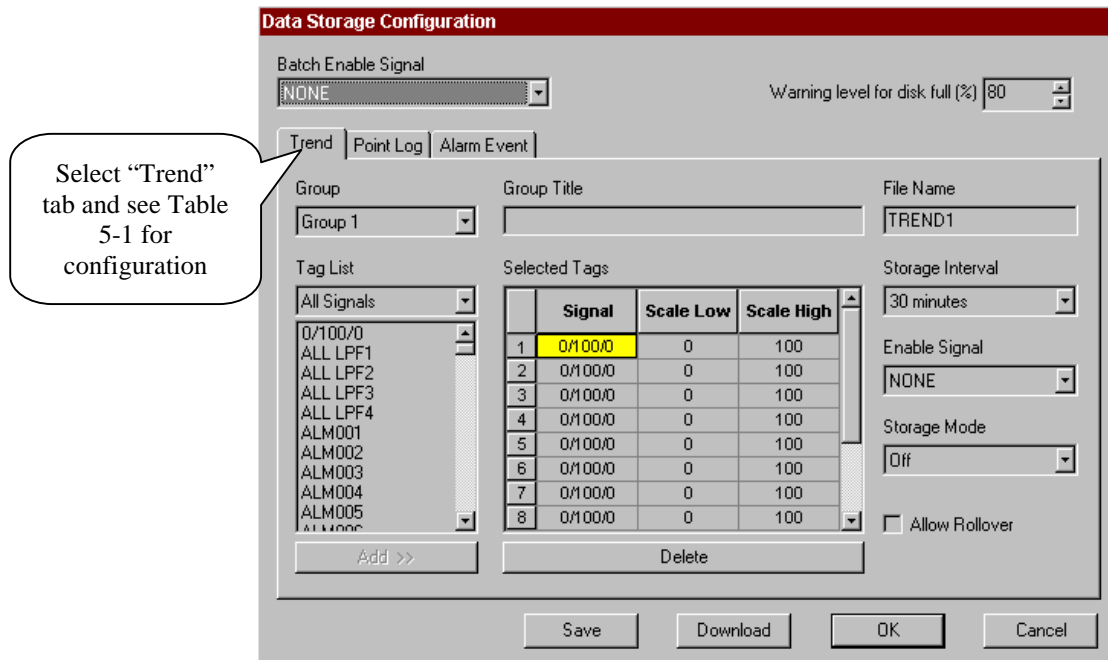 Data Storage Configuration
Batch Enable Signal
NONE
Warning level for disk full (%) 80
Trend Point Log Alarm Event
Select “Trend”
tab and see Table
5-1 for
configuration
Group
Group 1
Group Title
File Name
TREND1
Tag List
All Signals
0/100/0
ALL LPF1
ALL LPF2
ALL LPF3
ALL LPF4
ALM001
ALM002
ALM003
ALM004
ALM005
Add >>
Selected Tags
Signal Scale Low Scale High
1 0/100/0 0 100
2 0/100/0 0 100
3 0/100/0 0 100
4 0/100/0 0 100
5 0/100/0 0 100
6 0/100/0 0 100
7 0/100/0 0 100
8 0/100/0 0 100
Delete
Storage Interval
30 minutes
Enable Signal
NONE
Storage Mode
Off
Allow Rollover
Save Download OK Cancel